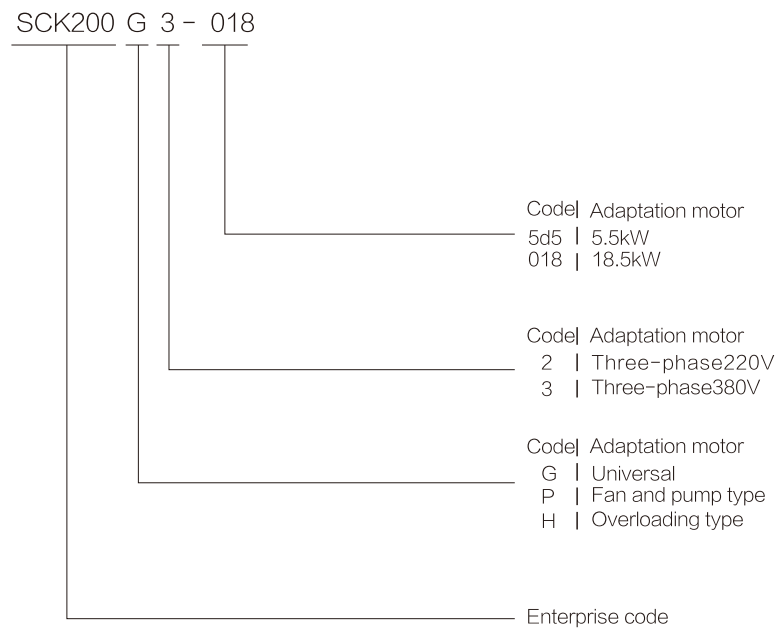 SCK200 G 3 - 018
Code| Adaptation motor
5d5 | 5.5kW
018 | 18.5kW
Code| Adaptation motor
2 | Three-phase220V
3 | Three-phase380V
Code| Adaptation motor
G | Universal
P | Fan and pump type
H | Overloading type
Enterprise code